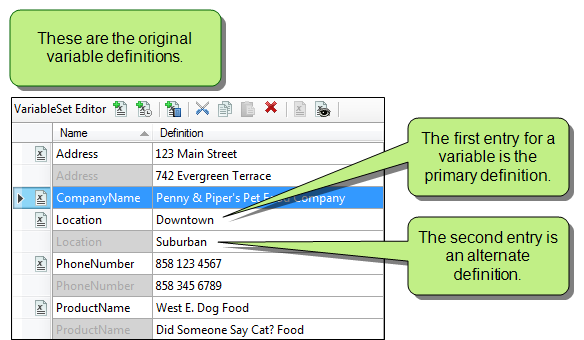 These are the original
variable definitions.
VariableSet Editor
Name Definition
Address 123 Main Street
Address 742 Evergreen Terrace
CompanyName Penny & Piper's Pet Food Company
Location Downtown
Location Suburban
PhoneNumber 858 123 4567
PhoneNumber 858 345 6789
ProductName West E. Dog Food
ProductName Did Someone Say Cat? Food
The first entry for a
variable is the
primary definition.
The second entry is
an alternate
definition.